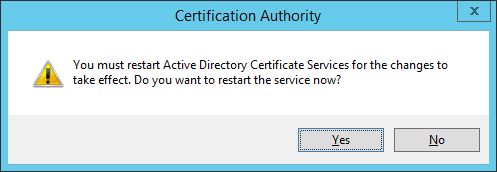 Certification Authority
x
You must restart Active Directory Certificate Services for the changes to
take effect. Do you want to restart the service now?
Yes
No